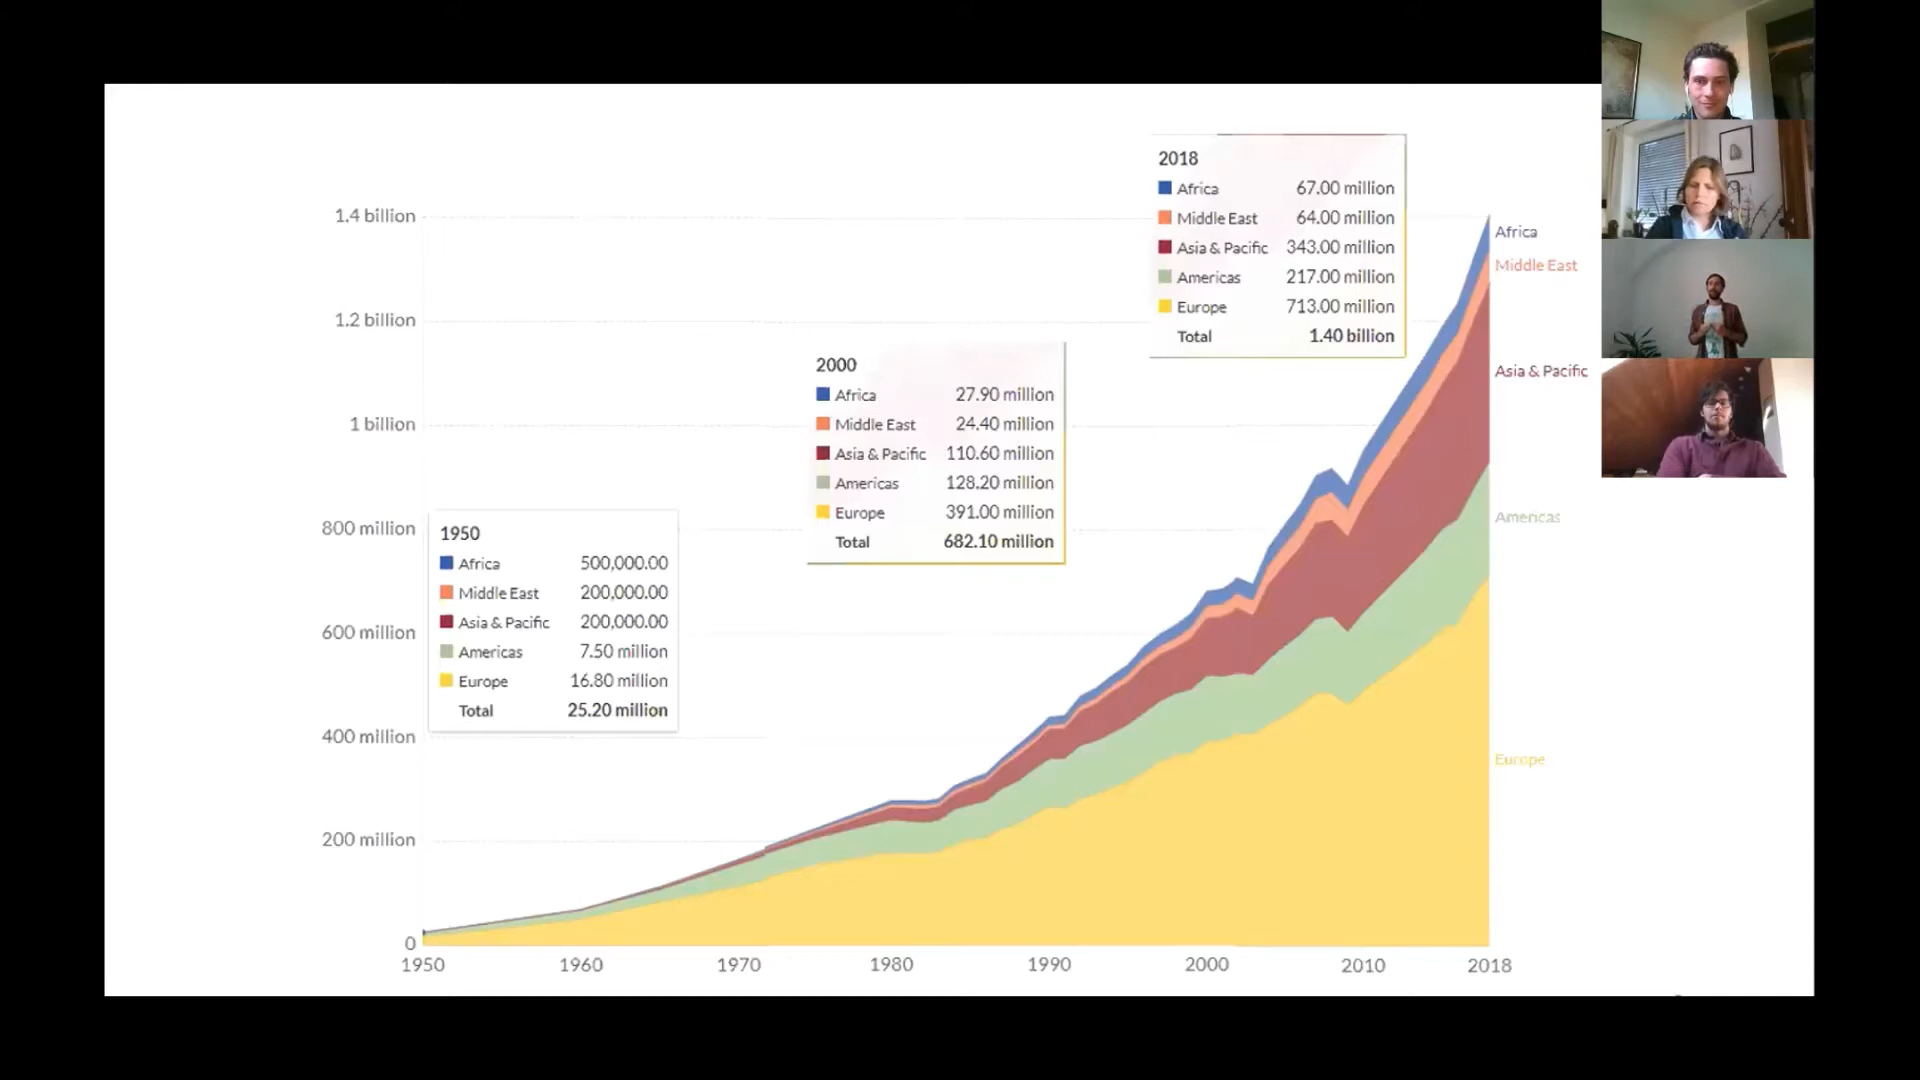 2018
Africa 67.00 million
Middle East 64.00 million
Asia & Pacific 343.00 million
Americas 217.00 million
Europe 713.00 million
Total 1.40 billion
2000
Africa 27.90 million
Middle East 24.40 million
Asia & Pacific 110.60 million
Americas 128.20 million
Europe 391.00 million
Total 682.10 million
1950
Africa 500,000.00
Middle East 200,000.00
Asia & Pacific 200,000.00
Americas 7.50 million
Europe 16.80 million
Total 25.20 million
1.4 billion
1.2 billion
1 billion
800 million
600 million
400 million
200 million
0
1950 1960 1970 1980 1990 2000 2010 2018
Africa
Middle East
Asia & Pacific
Americas
Europe